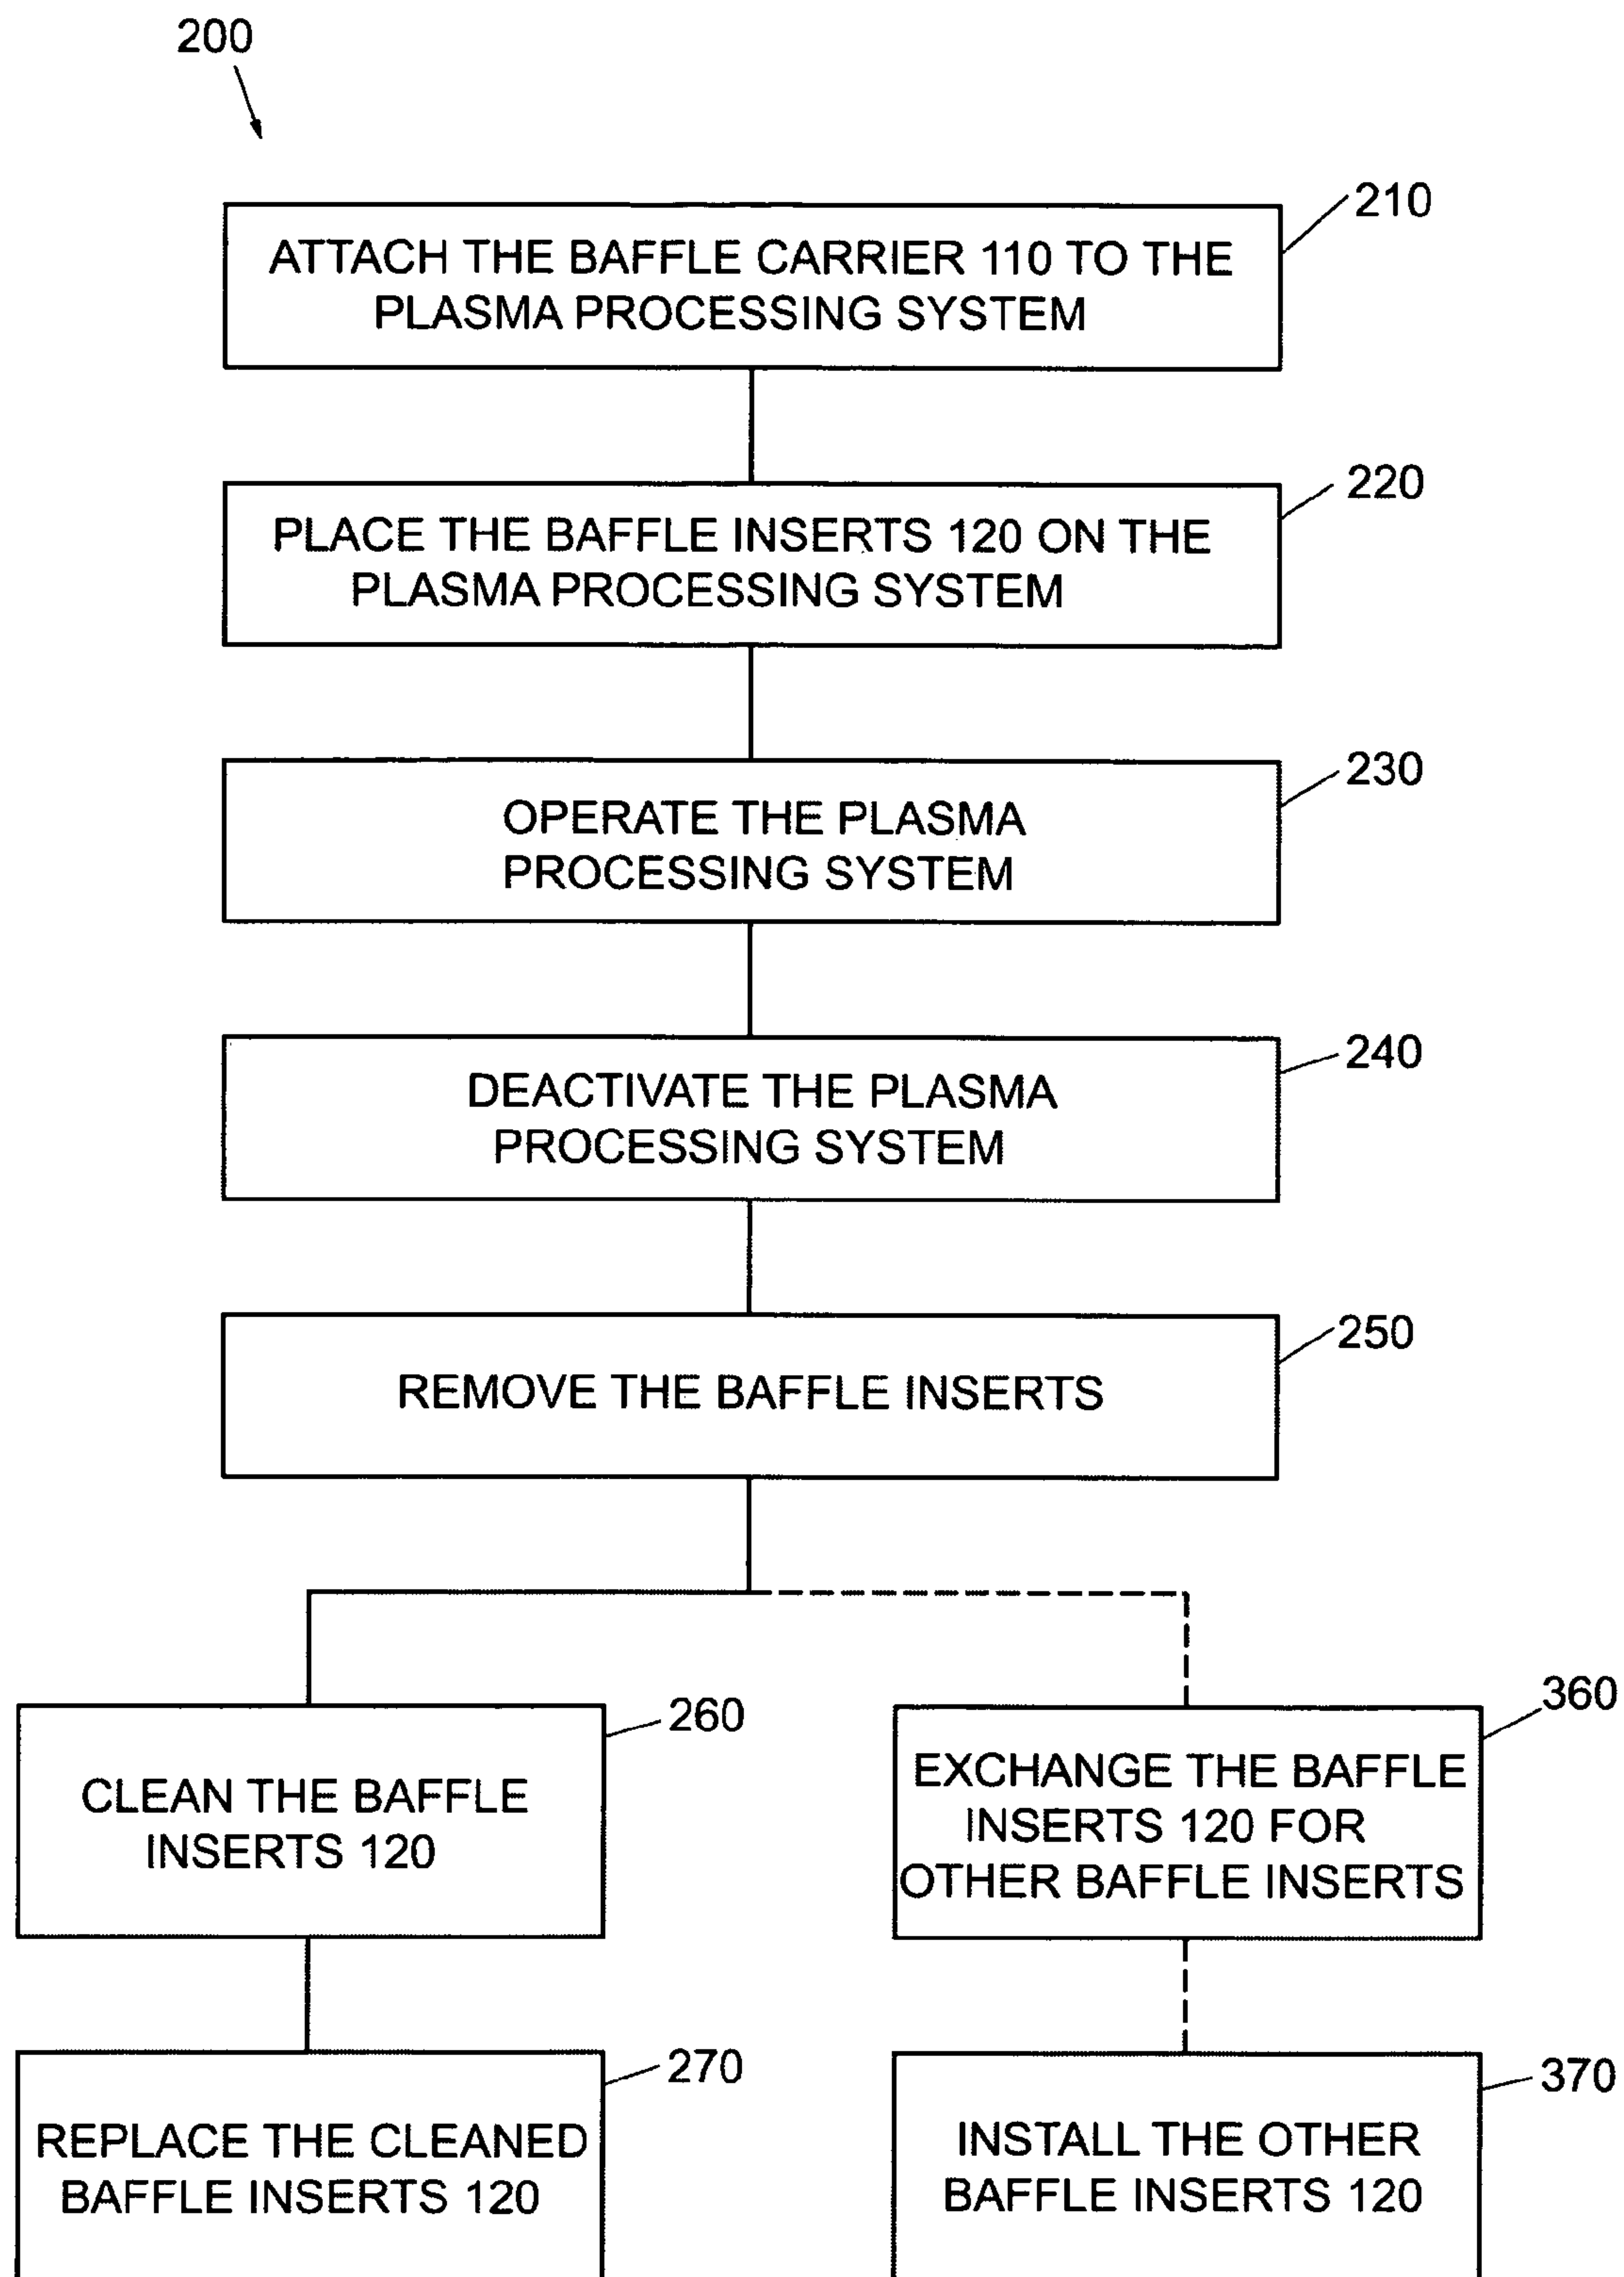 200
210
ATTACH THE BAFFLE CARRIER 110 TO THE
PLASMA PROCESSING SYSTEM
220
PLACE THE BAFFLE INSERTS 120 ON THE
PLASMA PROCESSING SYSTEM
230
OPERATE THE PLASMA
PROCESSING SYSTEM
240
DEACTIVATE THE PLASMA
PROCESSING SYSTEM
250
REMOVE THE BAFFLE INSERTS
260
CLEAN THE BAFFLE
INSERTS 120
360
EXCHANGE THE BAFFLE
INSERTS 120 FOR
OTHER BAFFLE INSERTS
270
REPLACE THE CLEANED
BAFFLE INSERTS 120
370
INSTALL THE OTHER
BAFFLE INSERTS 120